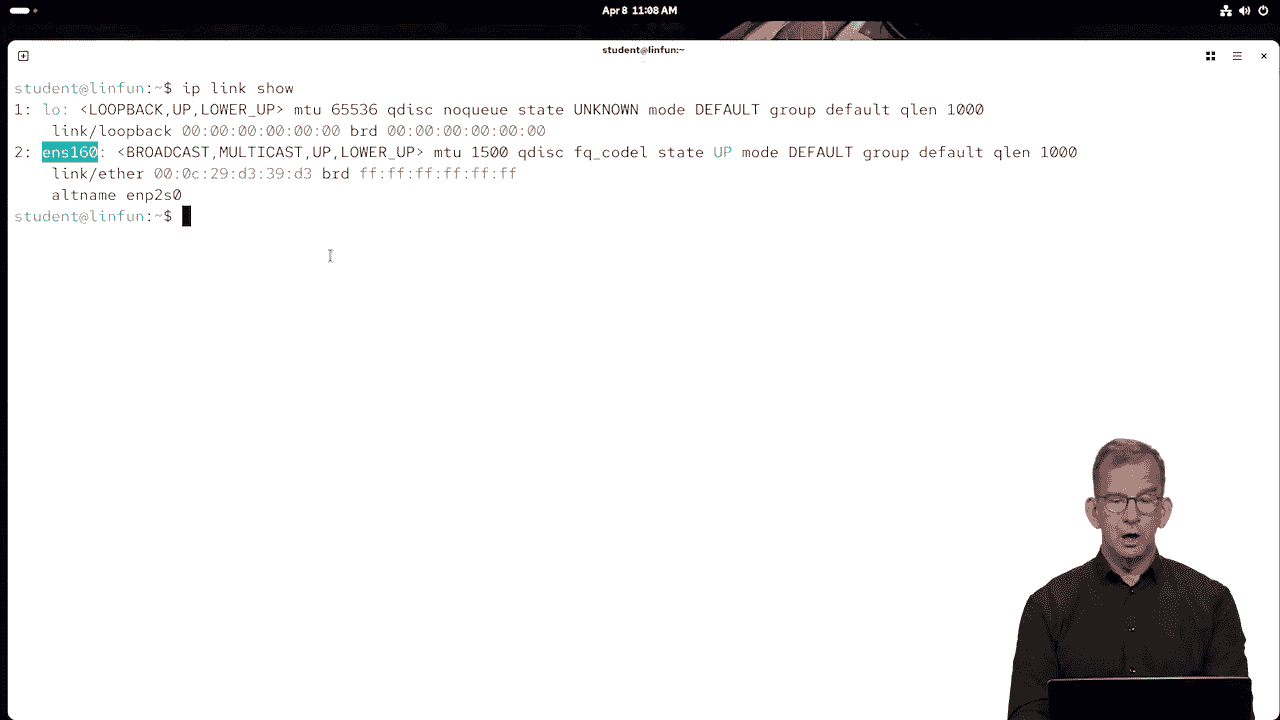 Apr 8 11:08 AM
student@linfun:~
student@linfun:~$ ip link show
1: lo: <LOOPBACK,UP,LOWER_UP> mtu 65536 qdisc noqueue state UNKNOWN mode DEFAULT group default qlen 1000
link/loopback 00:00:00:00:00:00 brd 00:00:00:00:00:00
2: ens160: <BROADCAST,MULTICAST,UP,LOWER_UP> mtu 1500 qdisc fq_codel state UP mode DEFAULT group default qlen 1000
link/ether 00:0c:29:d3:39:d3 brd ff:ff:ff:ff:ff:ff
altname enp2s0
student@linfun:~$